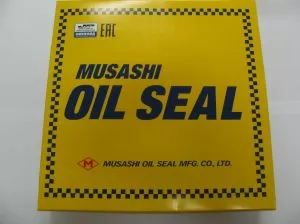 EAC
MUSASHI
OIL SEAL
M MUSASHI OIL SEAL MFG. CO., LTD.